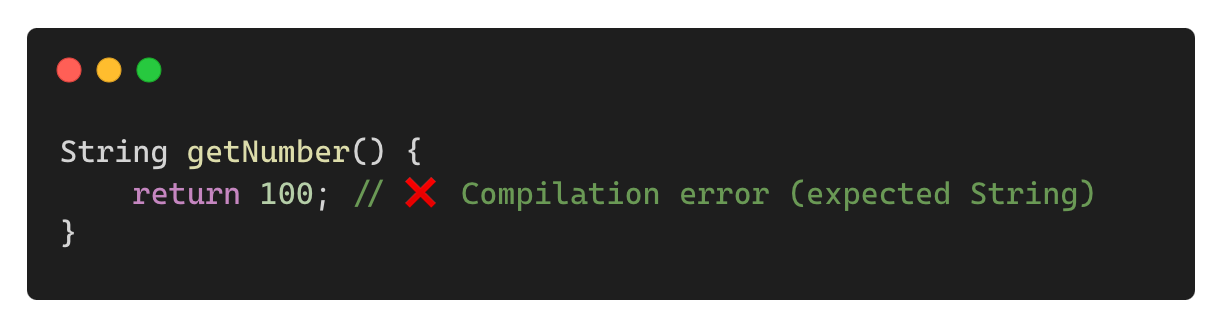 String getNumber() {
    return 100; // ❌ Compilation error (expected String)
}